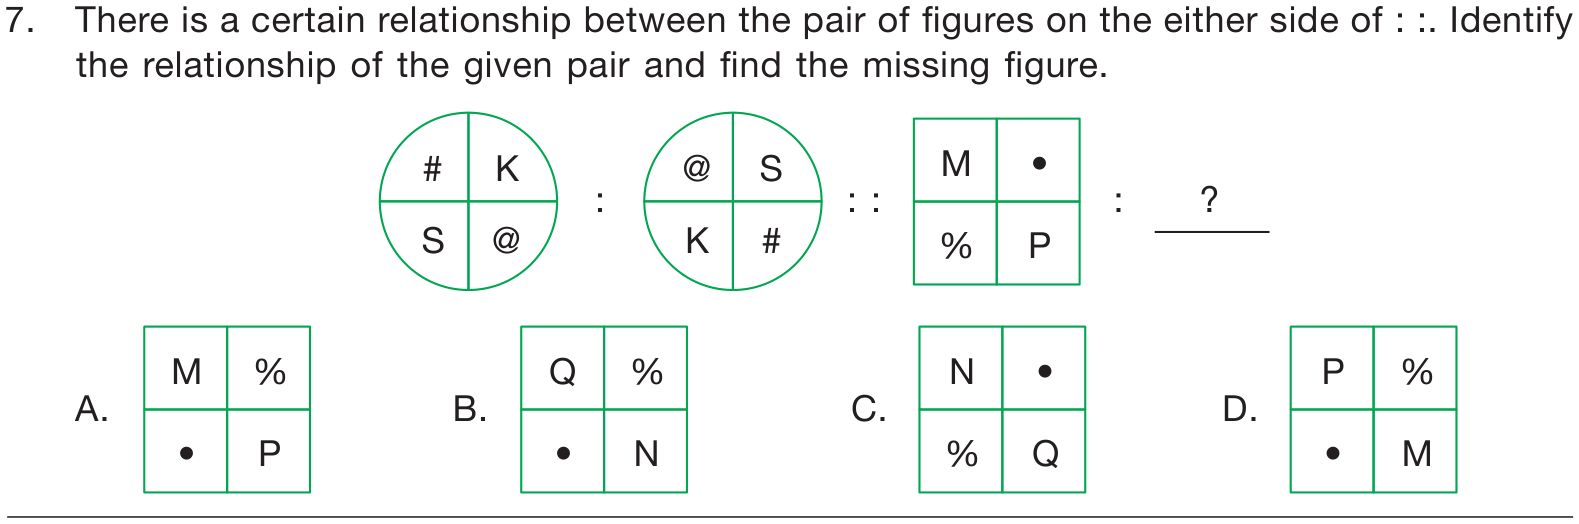 7. There is a certain relationship between the pair of figures on the either side of : :. Identify
the relationship of the given pair and find the missing figure.
# K @ S M •
: : : : ?
S @ K # % P
M % Q % N • P %
A. B. C. D.
• P • N % Q • M